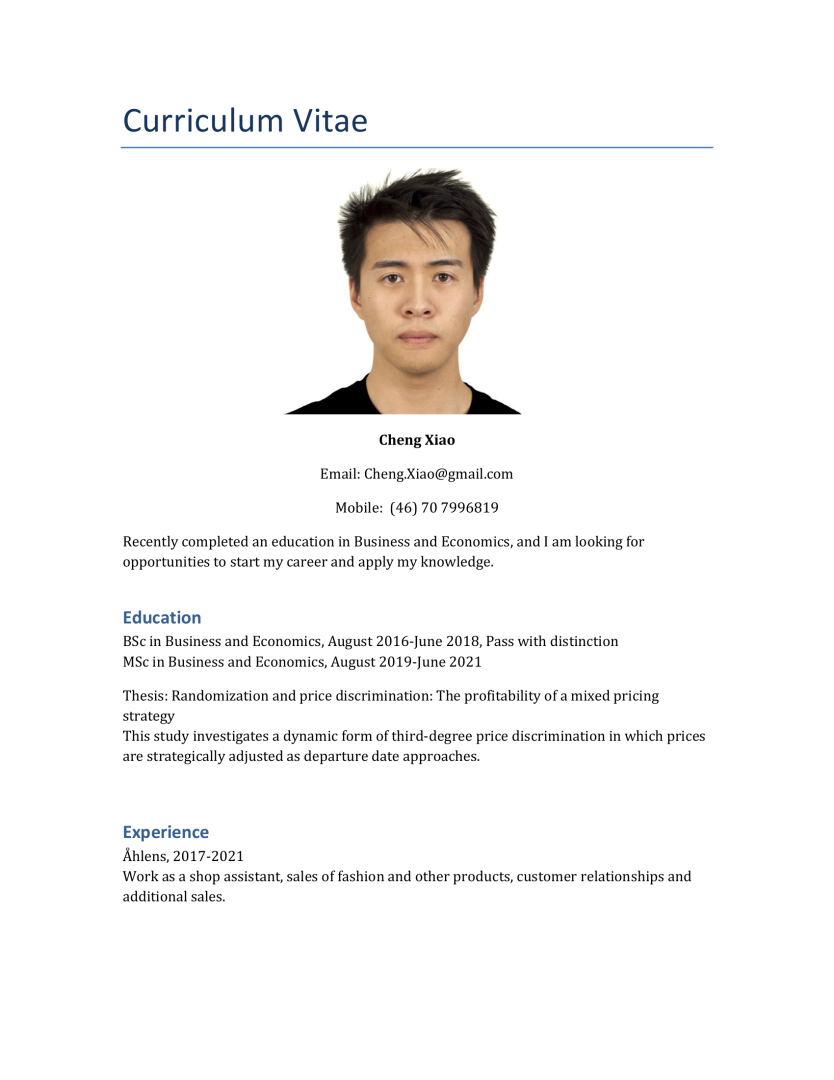 Curriculum Vitae
Cheng Xiao
Email: Cheng.Xiao@gmail.com
Mobile:  (46) 70 7996819
Recently completed an education in Business and Economics, and I am looking for
opportunities to start my career and apply my knowledge.
Education
BSc in Business and Economics, August 2016-June 2018, Pass with distinction
MSc in Business and Economics, August 2019-June 2021
Thesis: Randomization and price discrimination: The profitability of a mixed pricing
strategy
This study investigates a dynamic form of third-degree price discrimination in which prices
are strategically adjusted as departure date approaches.
Experience
Åhlens, 2017-2021
Work as a shop assistant, sales of fashion and other products, customer relationships and
additional sales.